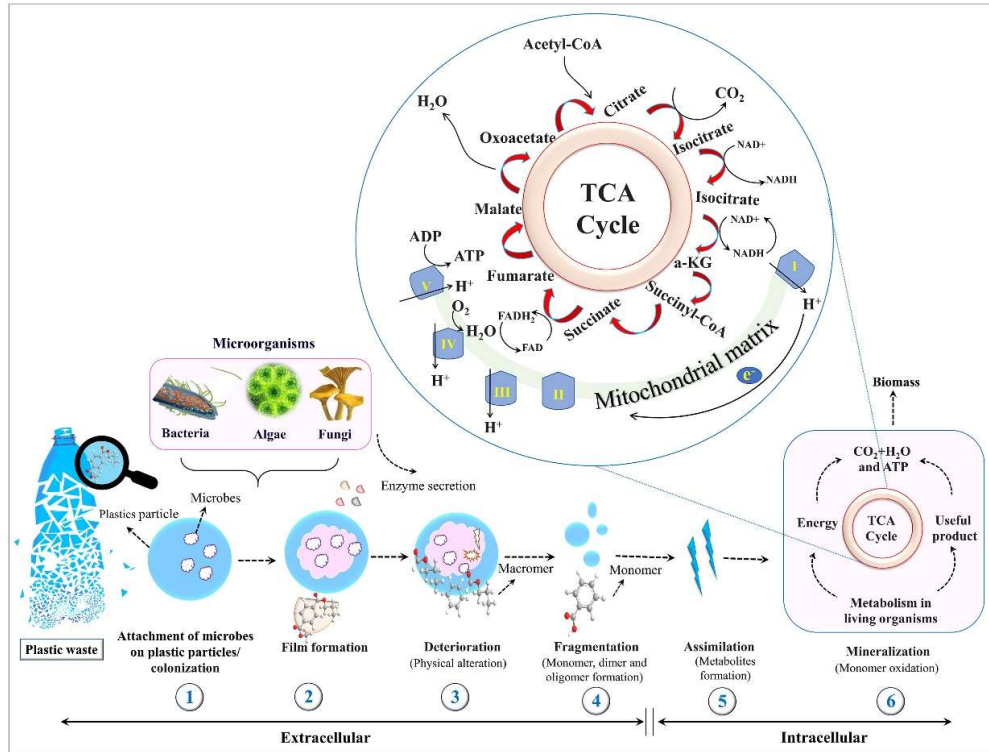 Acetyl-CoA
Citrate
CO₂
H₂O
Oxoacetate
Isocitrate
NAD+
NADH
TCA
Cycle
Isocitrate
NAD+
NADH
Malate
a-KG
ADP
ATP
Fumarate
Succinyl-CoA
Succinate
I
H⁺
V
H⁺
O₂
H₂O
FADH₂
FAD
IV
H⁺
III
H⁺
II
Mitochondrial matrix
e⁻
Microorganisms
Bacteria
Algae
Fungi
Enzyme secretion
Biomass
CO₂+H₂O
and ATP
Energy
TCA
Cycle
Useful
product
Metabolism in
living organisms
Plastics particle
Microbes
Macromer
Monomer
Plastic waste
Attachment of microbes
on plastic particles/
colonization
Film formation
Deterioration
(Physical alteration)
Fragmentation
(Monomer, dimer and
oligomer formation)
Assimilation
(Metabolites
formation)
Mineralization
(Monomer oxidation)
1
2
3
4
5
6
Extracellular
Intracellular